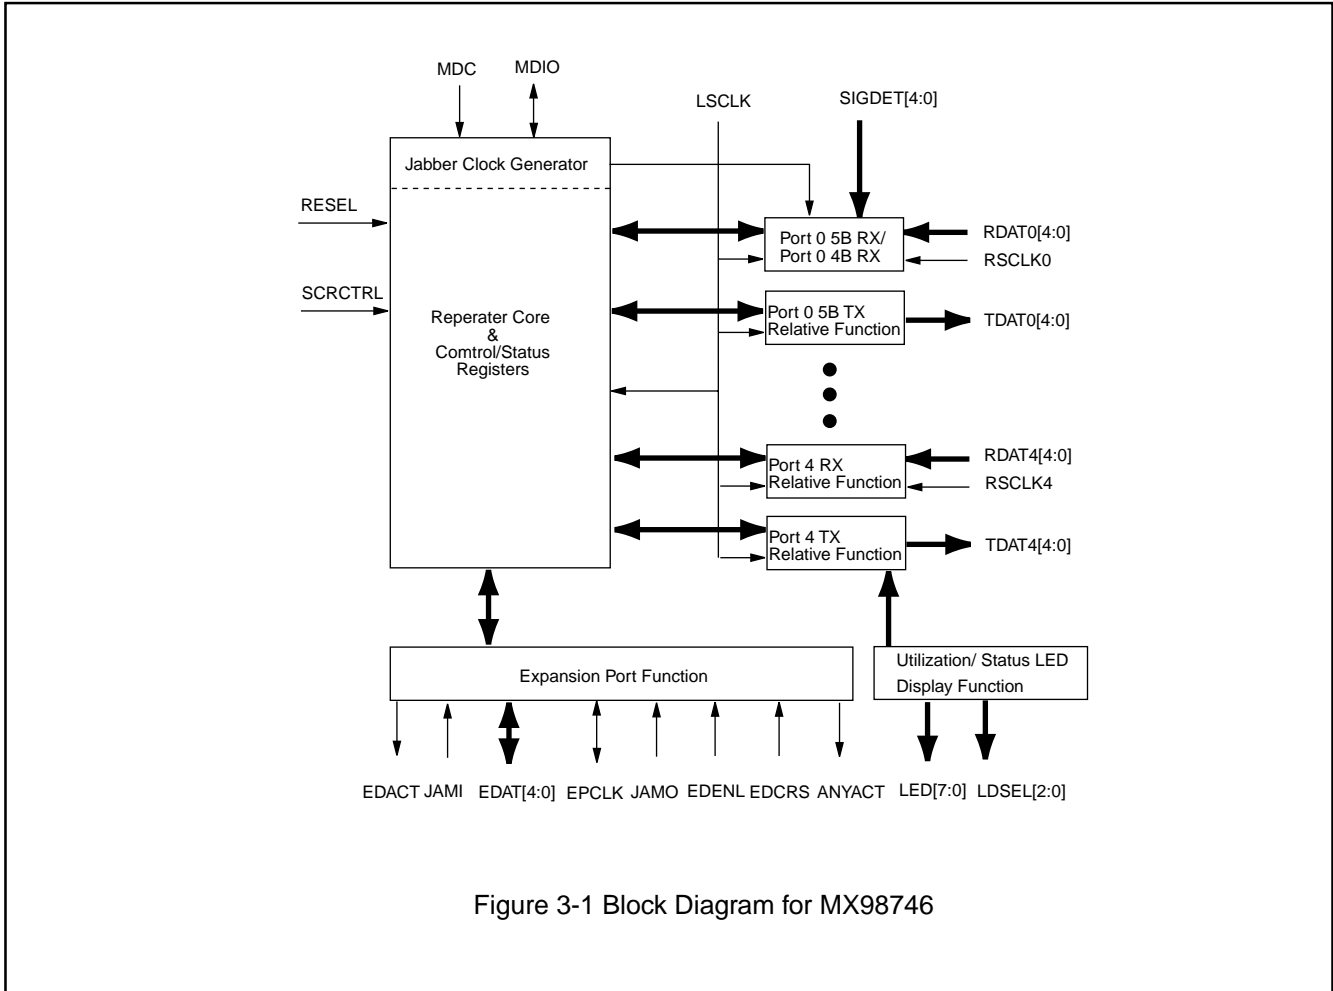 MDC
MDIO
LSCLK
SIGDET[4:0]
Jabber Clock Generator
RESEL
Port 0 5B RX/
Port 0 4B RX
RDAT0[4:0]
RSCLK0
SCRCTRL
Reperater Core
&
Comtrol/Status
Registers
Port 0 5B TX
Relative Function
TDAT0[4:0]
Port 4 RX
Relative Function
RDAT4[4:0]
RSCLK4
Port 4 TX
Relative Function
TDAT4[4:0]
Expansion Port Function
Utilization/ Status LED
Display Function
EDACT
JAMI
EDAT[4:0]
EPCLK
JAMO
EDENL
EDCRS
ANYACT
LED[7:0]
LDSEL[2:0]
Figure 3-1 Block Diagram for MX98746